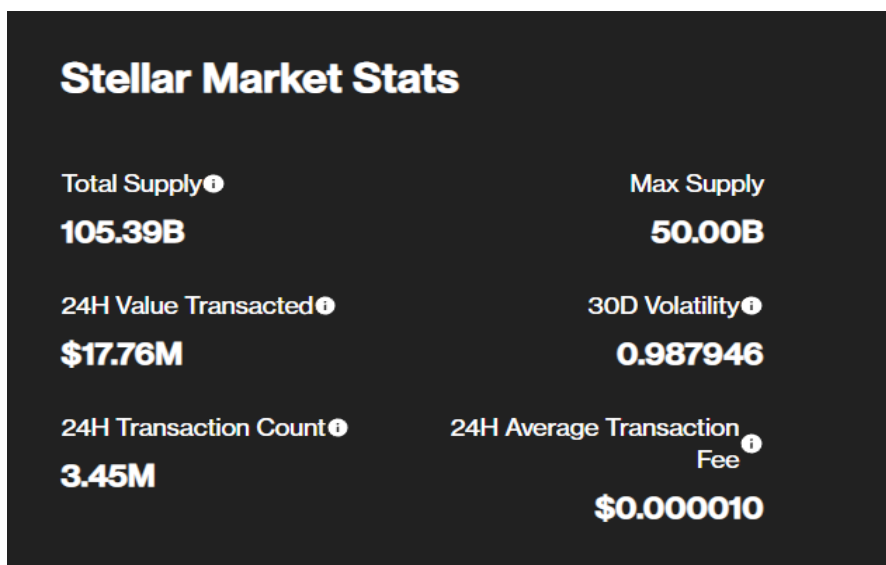 Stellar Market Stats
Total Supply
Max Supply
105.39B
50.00B
24H Value Transacted
30D Volatility
$17.76M
0.987946
24H Transaction Count
24H Average Transaction
Fee
3.45M
$0.000010